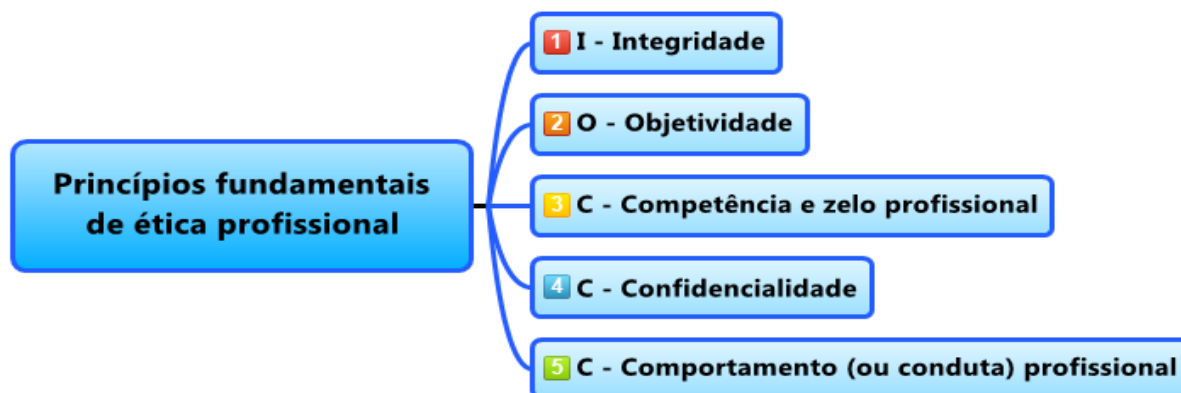 Princípios fundamentais
de ética profissional
1 I - Integridade
2 O - Objetividade
3 C - Competência e zelo profissional
4 C - Confidencialidade
5 C - Comportamento (ou conduta) profissional